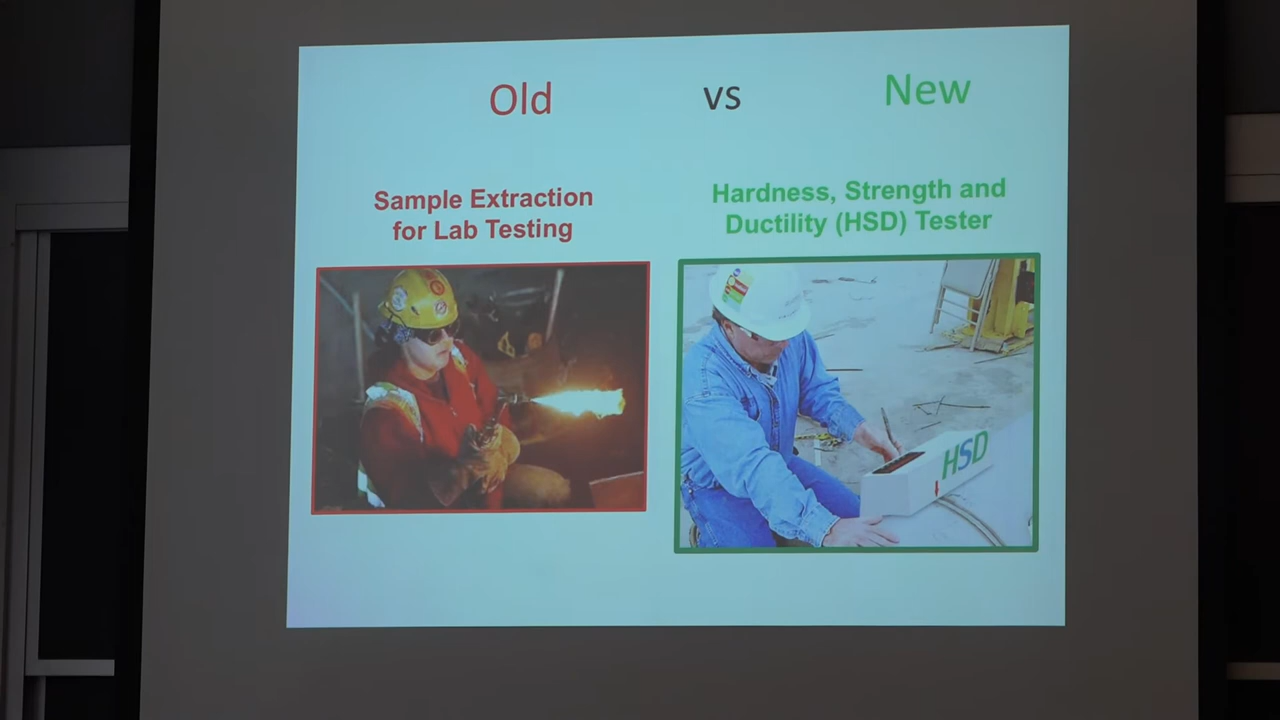 Old vs New
Sample Extraction
for Lab Testing
Hardness, Strength and
Ductility (HSD) Tester
HSD